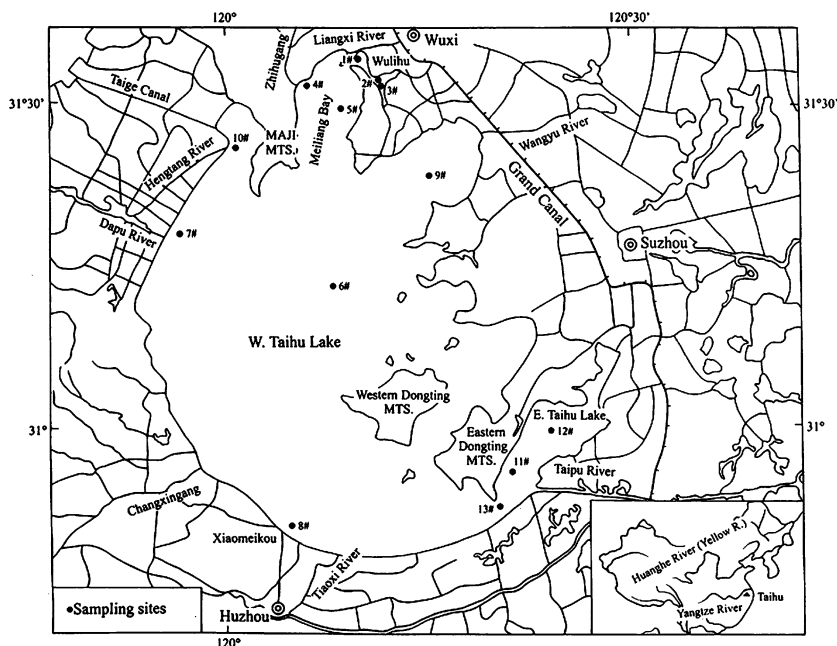 120°
120°30'
Liangxi River
Wuxi
Zhihugang
1#
Wulihu
Taige Canal
4#
2#
3#
31°30'
31°30'
5#
Meiliang Bay
10#
MAJI
MTS.
Wangyu River
Hengtang River
9#
Grand Canal
Dapu River
7#
Suzhou
6#
W. Taihu Lake
Western Dongting
MTS.
E. Taihu Lake
31°
31°
12#
Eastern
Dongting
MTS.
11#
Taipu River
Changxingang
13#
8#
Xiaomeikou
Huanghe River (Yellow R.)
Tiaoxi River
Taihu
Yangtze River
Sampling sites
Huzhou
120°